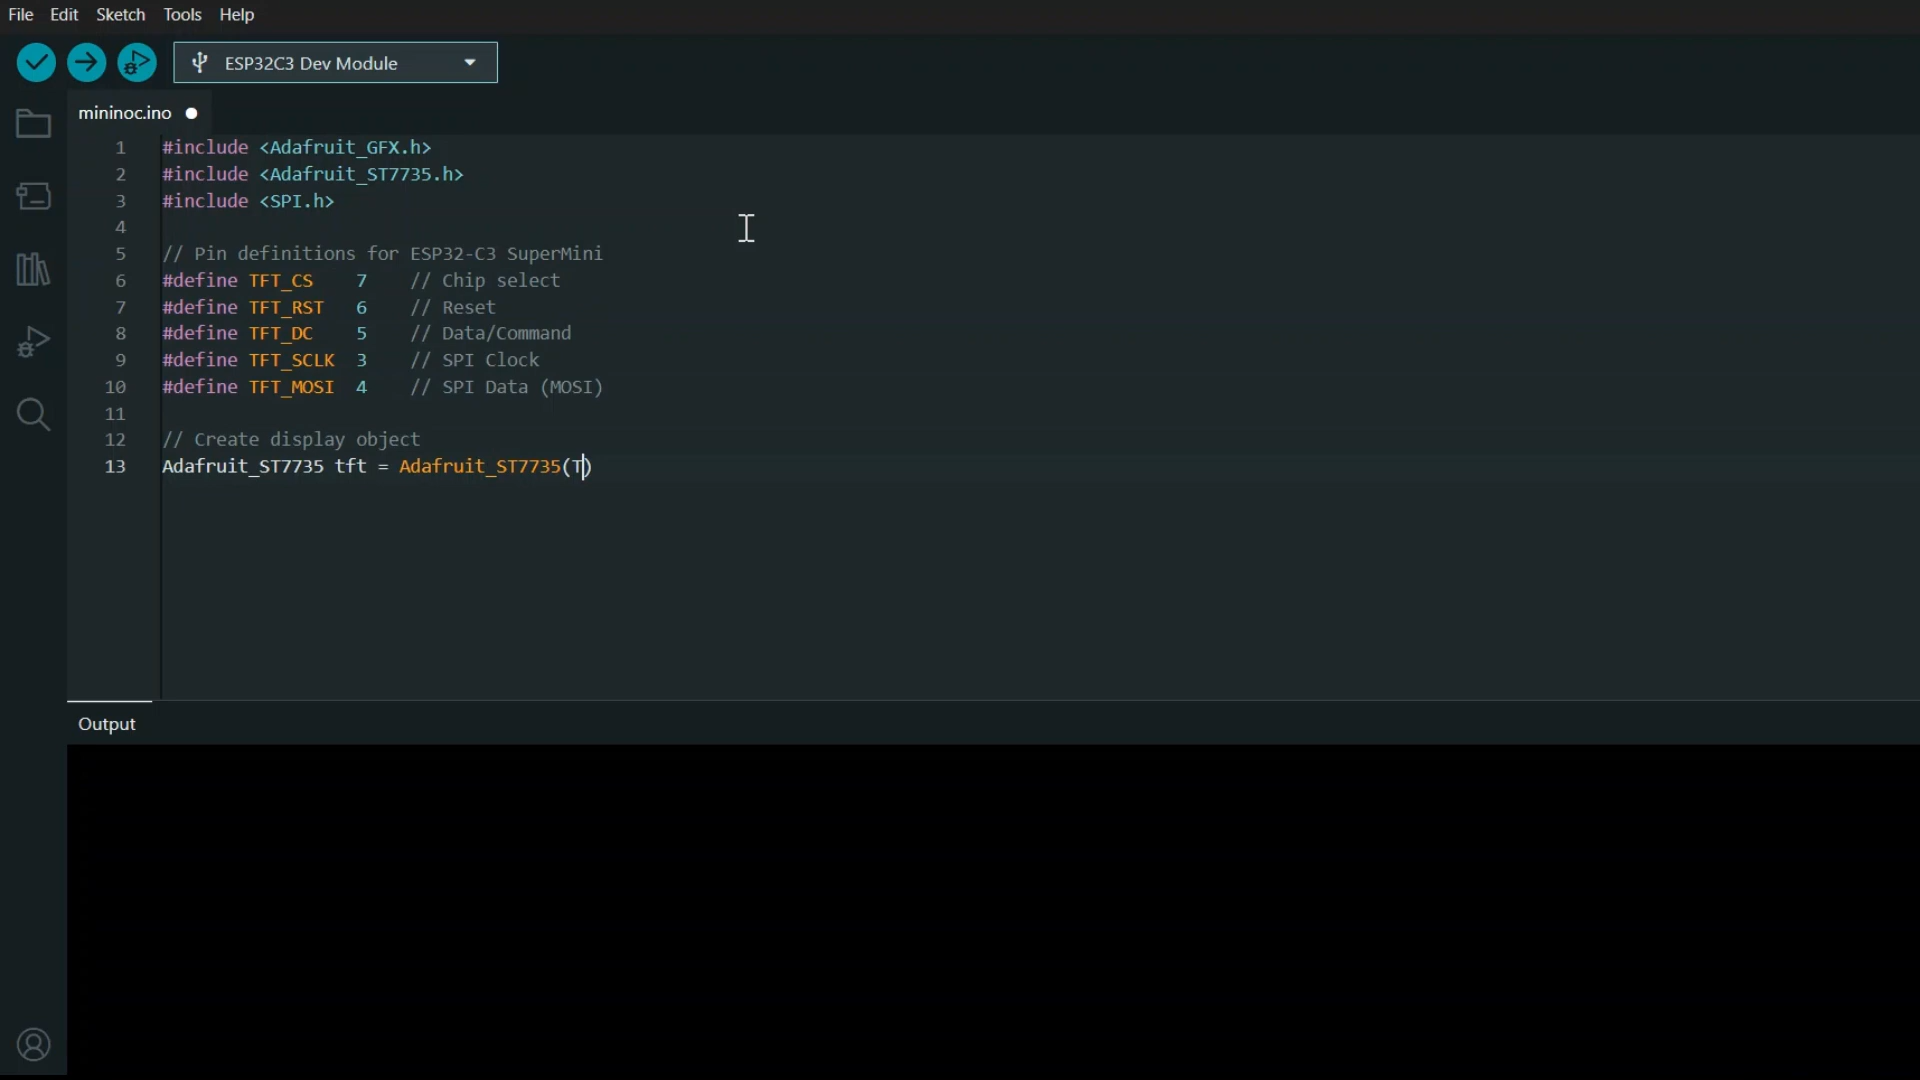 File Edit Sketch Tools Help
ESP32C3 Dev Module
mininoc.ino
1 #include <Adafruit_GFX.h>
2 #include <Adafruit_ST7735.h>
3 #include <SPI.h>
4
5 // Pin definitions for ESP32-C3 SuperMini
6 #define TFT_CS 7 // Chip select
7 #define TFT_RST 6 // Reset
8 #define TFT_DC 5 // Data/Command
9 #define TFT_SCLK 3 // SPI Clock
10 #define TFT_MOSI 4 // SPI Data (MOSI)
11
12 // Create display object
13 Adafruit_ST7735 tft = Adafruit_ST7735(T)
Output